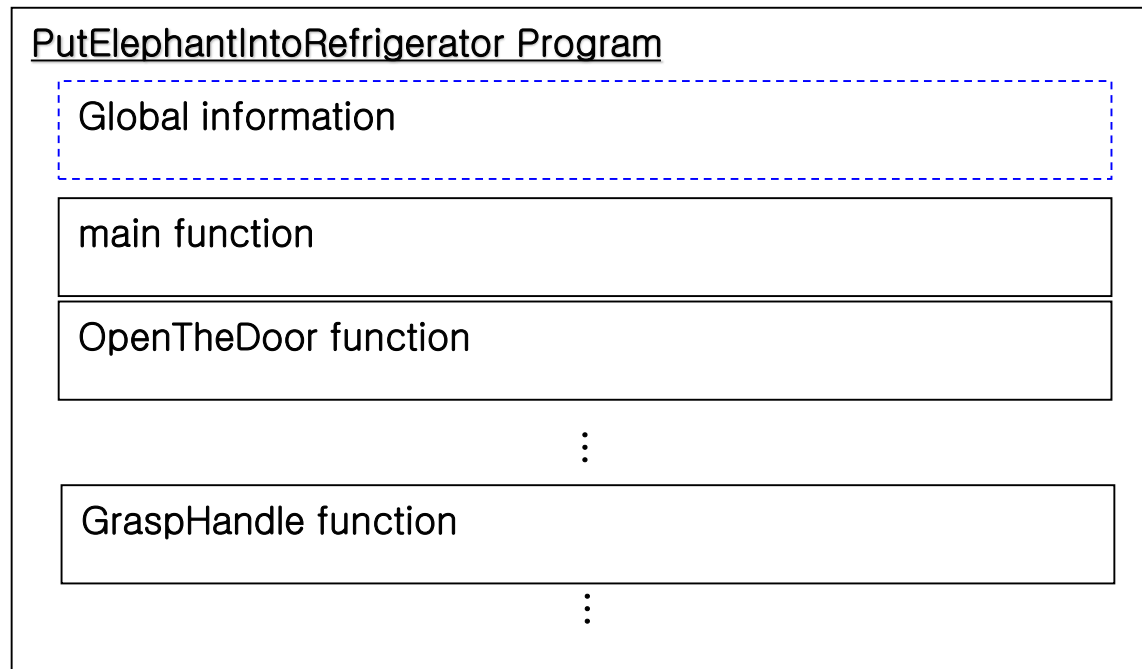 PutElephantIntoRefrigerator Program
Global information
main function
OpenTheDoor function
⋮
GraspHandle function
⋮